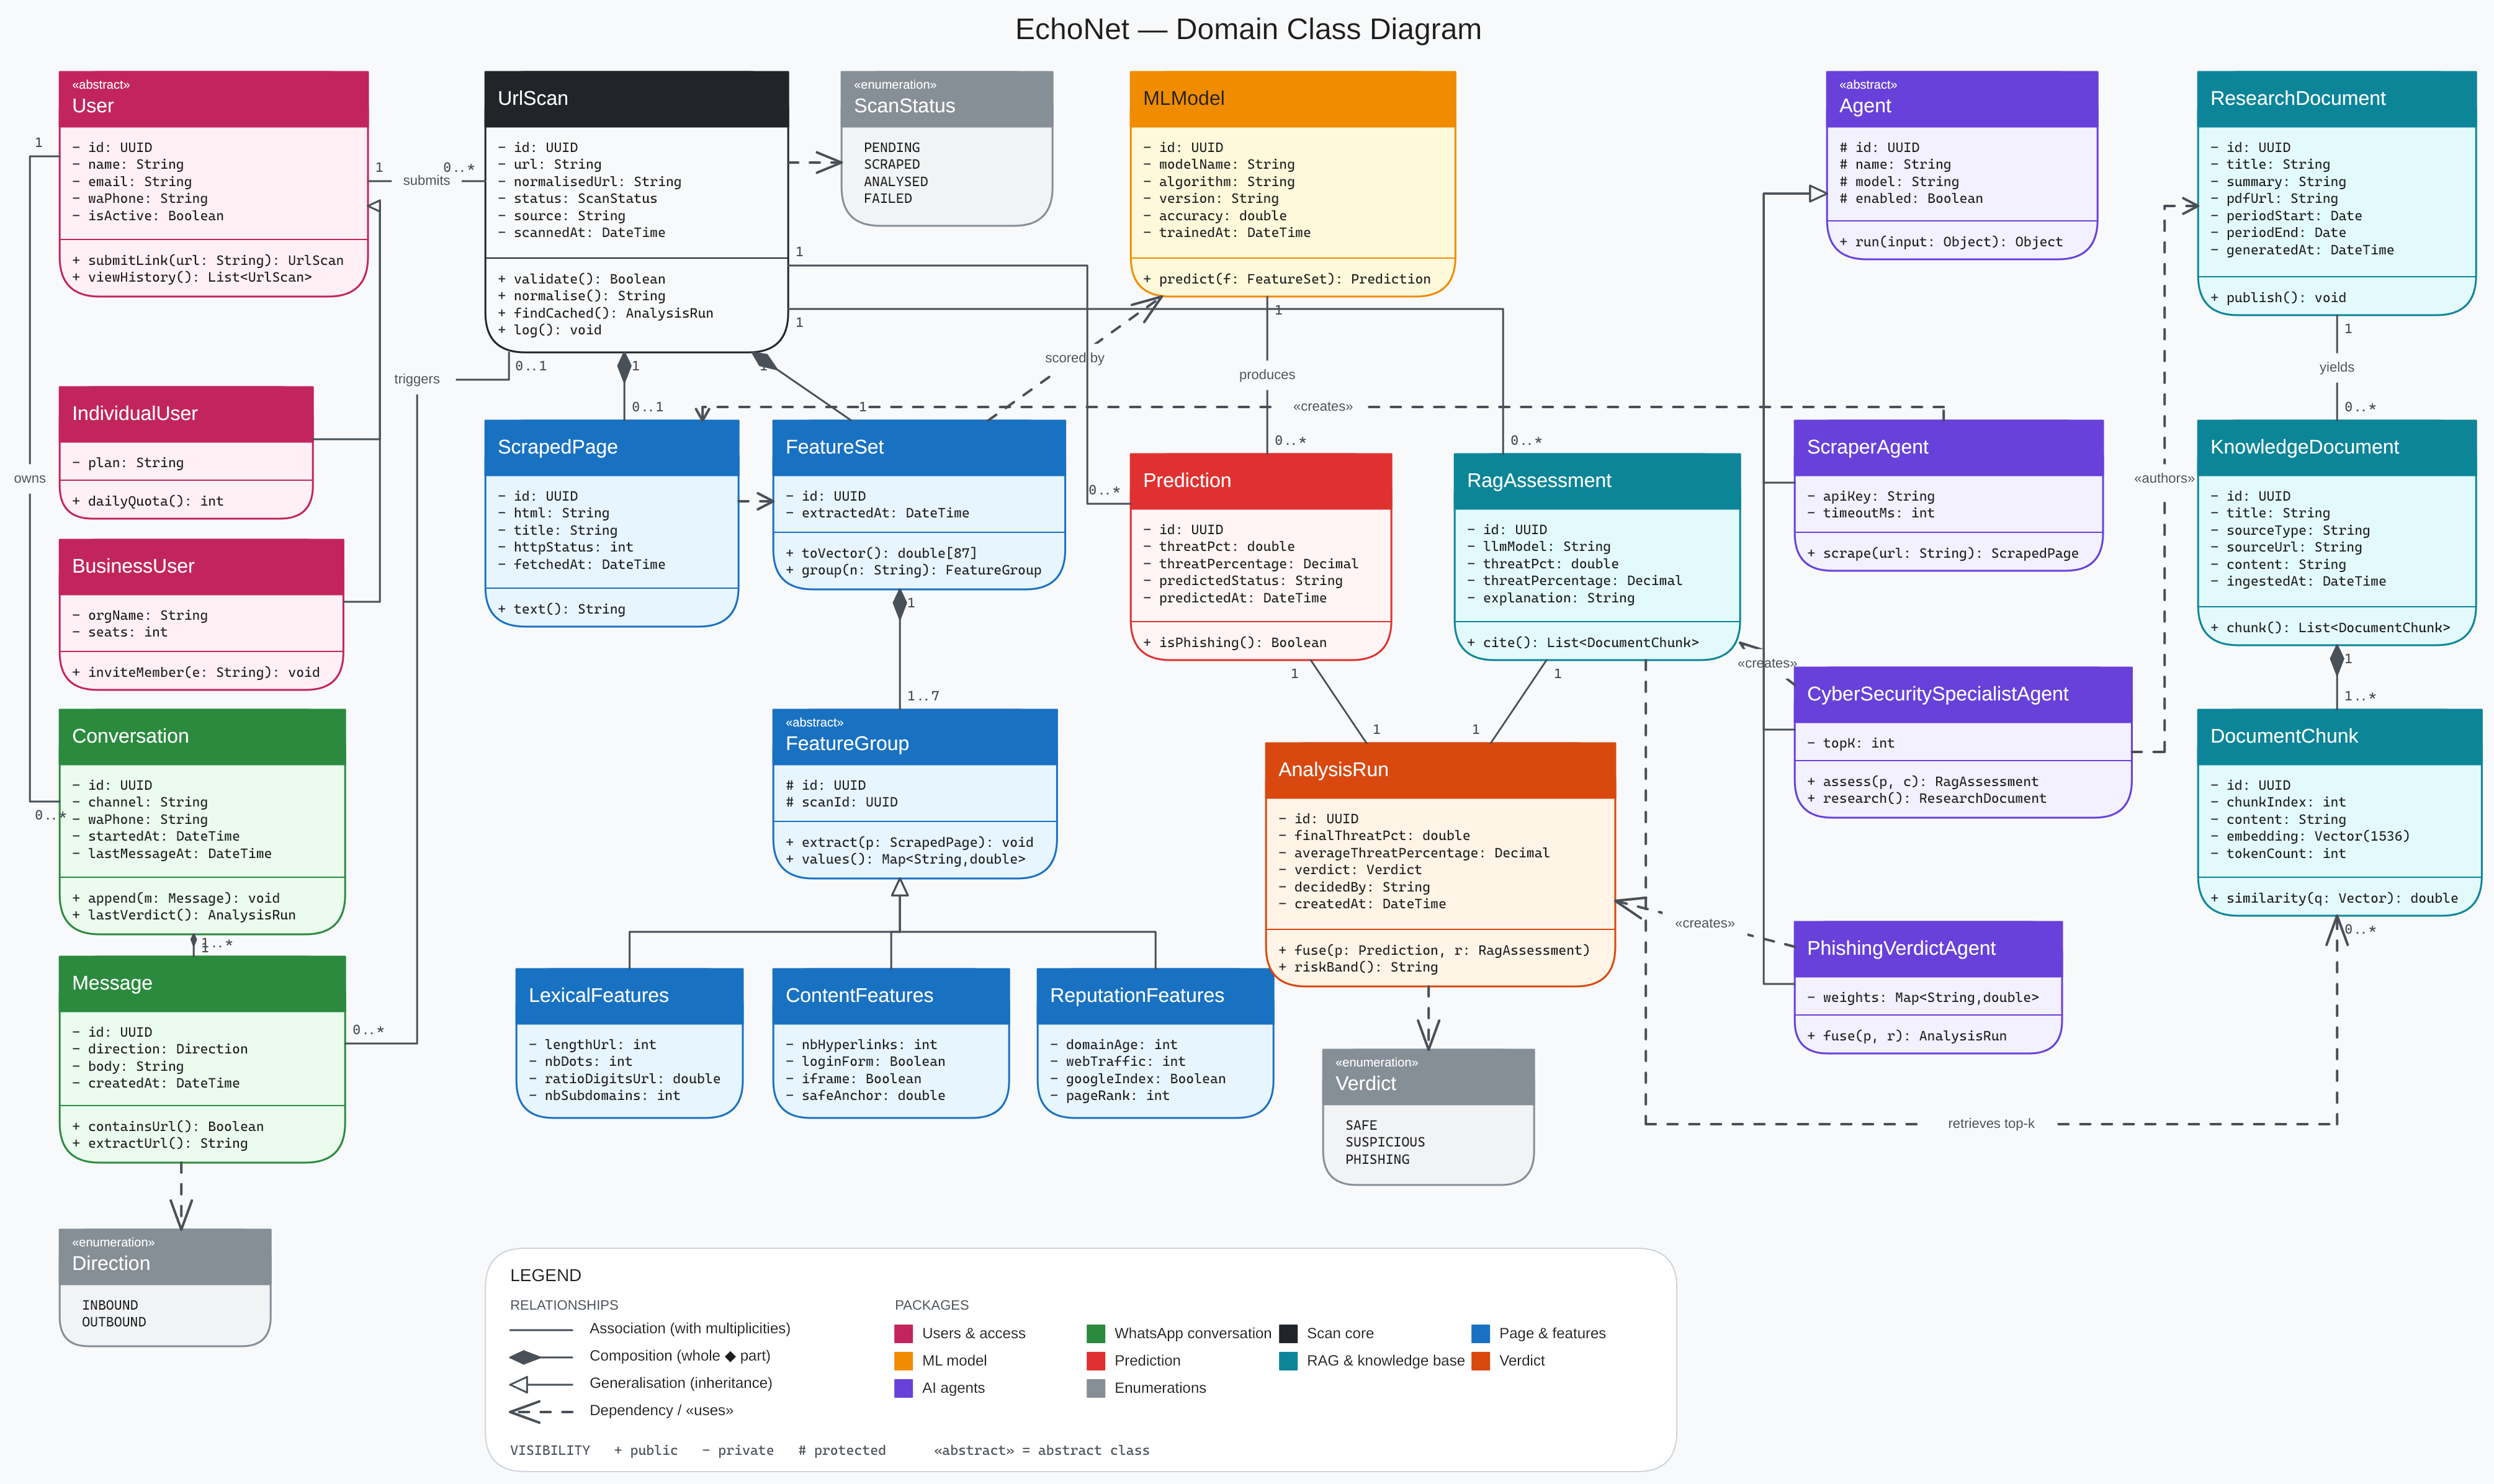 EchoNet — Domain Class Diagram
«abstract»
User
− id: UUID
− name: String
− email: String
− waPhone: String
− isActive: Boolean
+ submitLink(url: String): UrlScan
+ viewHistory(): List<UrlScan>
1
1
submits
0..*
UrlScan
− id: UUID
− url: String
− normalisedUrl: String
− status: ScanStatus
− source: String
− scannedAt: DateTime
+ validate(): Boolean
+ normalise(): String
+ findCached(): AnalysisRun
+ log(): void
1
1
«enumeration»
ScanStatus
PENDING
SCRAPED
ANALYSED
FAILED
MLModel
− id: UUID
− modelName: String
− algorithm: String
− version: String
− accuracy: double
− trainedAt: DateTime
+ predict(f: FeatureSet): Prediction
1
produces
0..*
scored by
«abstract»
Agent
# id: UUID
# name: String
# model: String
# enabled: Boolean
+ run(input: Object): Object
ResearchDocument
− id: UUID
− title: String
− summary: String
− pdfUrl: String
− periodStart: Date
− periodEnd: Date
− generatedAt: DateTime
+ publish(): void
1
yields
0..*
triggers
0..1
1
0..1
1
1
«creates»
owns
IndividualUser
− plan: String
+ dailyQuota(): int
BusinessUser
− orgName: String
− seats: int
+ inviteMember(e: String): void
ScrapedPage
− id: UUID
− html: String
− title: String
− httpStatus: int
− fetchedAt: DateTime
+ text(): String
FeatureSet
− id: UUID
− extractedAt: DateTime
+ toVector(): double[87]
+ group(n: String): FeatureGroup
1
1..7
0..*
Prediction
− id: UUID
− threatPct: double
− threatPercentage: Decimal
− predictedStatus: String
− predictedAt: DateTime
+ isPhishing(): Boolean
1
1
0..*
RagAssessment
− id: UUID
− llmModel: String
− threatPct: double
− threatPercentage: Decimal
− explanation: String
+ cite(): List<DocumentChunk>
1
1
«creates»
ScraperAgent
− apiKey: String
− timeoutMs: int
+ scrape(url: String): ScrapedPage
«authors»
KnowledgeDocument
− id: UUID
− title: String
− sourceType: String
− sourceUrl: String
− content: String
− ingestedAt: DateTime
+ chunk(): List<DocumentChunk>
1
1..*
Conversation
− id: UUID
− channel: String
− waPhone: String
− startedAt: DateTime
− lastMessageAt: DateTime
+ append(m: Message): void
+ lastVerdict(): AnalysisRun
0..*
1
1..*
«abstract»
FeatureGroup
# id: UUID
# scanId: UUID
+ extract(p: ScrapedPage): void
+ values(): Map<String,double>
AnalysisRun
− id: UUID
− finalThreatPct: double
− averageThreatPercentage: Decimal
− verdict: Verdict
− decidedBy: String
− createdAt: DateTime
+ fuse(p: Prediction, r: RagAssessment)
+ riskBand(): String
«creates»
CyberSecuritySpecialistAgent
− topK: int
+ assess(p, c): RagAssessment
+ research(): ResearchDocument
DocumentChunk
− id: UUID
− chunkIndex: int
− content: String
− embedding: Vector(1536)
− tokenCount: int
+ similarity(q: Vector): double
0..*
Message
− id: UUID
− direction: Direction
− body: String
− createdAt: DateTime
+ containsUrl(): Boolean
+ extractUrl(): String
0..*
LexicalFeatures
− lengthUrl: int
− nbDots: int
− ratioDigitsUrl: double
− nbSubdomains: int
ContentFeatures
− nbHyperlinks: int
− loginForm: Boolean
− iframe: Boolean
− safeAnchor: double
ReputationFeatures
− domainAge: int
− webTraffic: int
− googleIndex: Boolean
− pageRank: int
«enumeration»
Verdict
SAFE
SUSPICIOUS
PHISHING
PhishingVerdictAgent
− weights: Map<String,double>
+ fuse(p, r): AnalysisRun
retrieves top-k
«enumeration»
Direction
INBOUND
OUTBOUND
LEGEND
RELATIONSHIPS
Association (with multiplicities)
Composition (whole ◆ part)
Generalisation (inheritance)
Dependency / «uses»
PACKAGES
Users & access
WhatsApp conversation
Scan core
Page & features
ML model
Prediction
RAG & knowledge base
Verdict
AI agents
Enumerations
VISIBILITY + public − private # protected «abstract» = abstract class